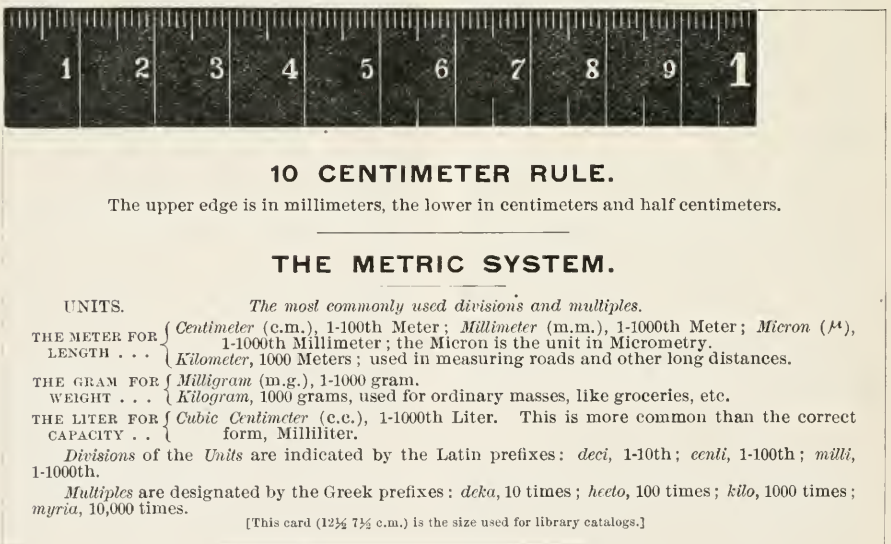 1 2 3 4 5 6 7 8 9 1
10 CENTIMETER RULE.
The upper edge is in millimeters, the lower in centimeters and half centimeters.
THE METRIC SYSTEM.
UNITS. The most commonly used divisions and multiples.
THE METER FOR LENGTH . . . { Centimeter (c.m.), 1-100th Meter; Millimeter (m.m.), 1-1000th Meter; Micron (μ),
1-1000th Millimeter; the Micron is the unit in Micrometry.
Kilometer, 1000 Meters; used in measuring roads and other long distances.
THE GRAM FOR WEIGHT . . . { Milligram (m.g.), 1-1000 gram.
Kilogram, 1000 grams, used for ordinary masses, like groceries, etc.
THE LITER FOR CAPACITY . . { Cubic Centimeter (c.c.), 1-1000th Liter. This is more common than the correct
form, Milliliter.
Divisions of the Units are indicated by the Latin prefixes: deci, 1-10th; centi, 1-100th; milli,
1-1000th.
Multiples are designated by the Greek prefixes: deka, 10 times; hecto, 100 times; kilo, 1000 times;
myria, 10,000 times.
[This card (12½ 7½ c.m.) is the size used for library catalogs.]